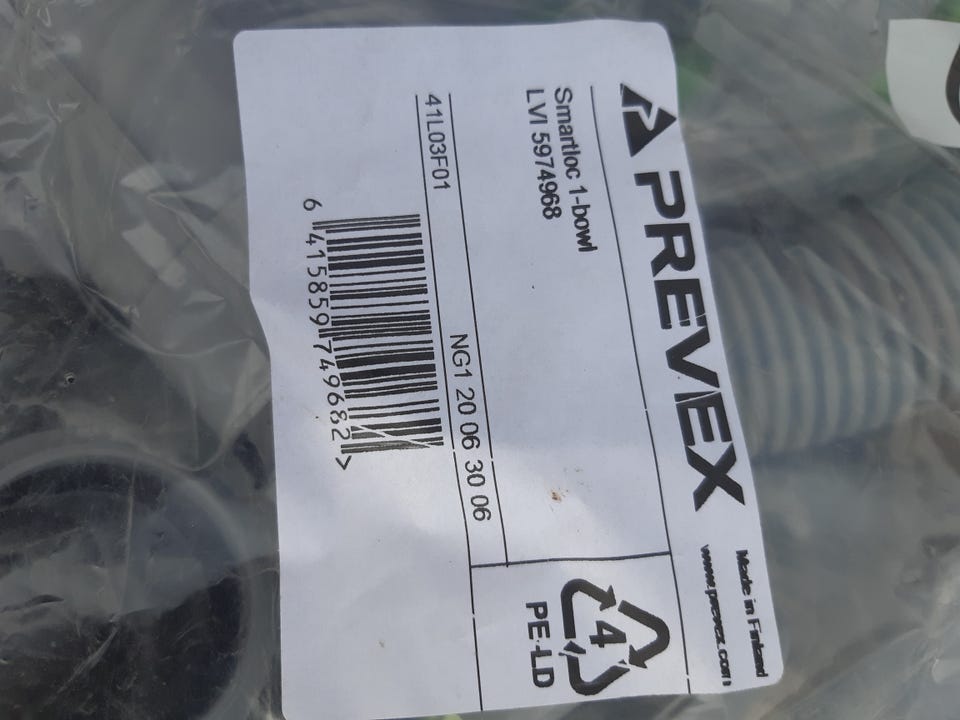 PREVEX
Made in Finland
www.prevex.com
Smartloc 1-bowl
LVI 5974968
4
PE-LD
NG1 20 06 30 06
41L03F01
6 415859 749682 >